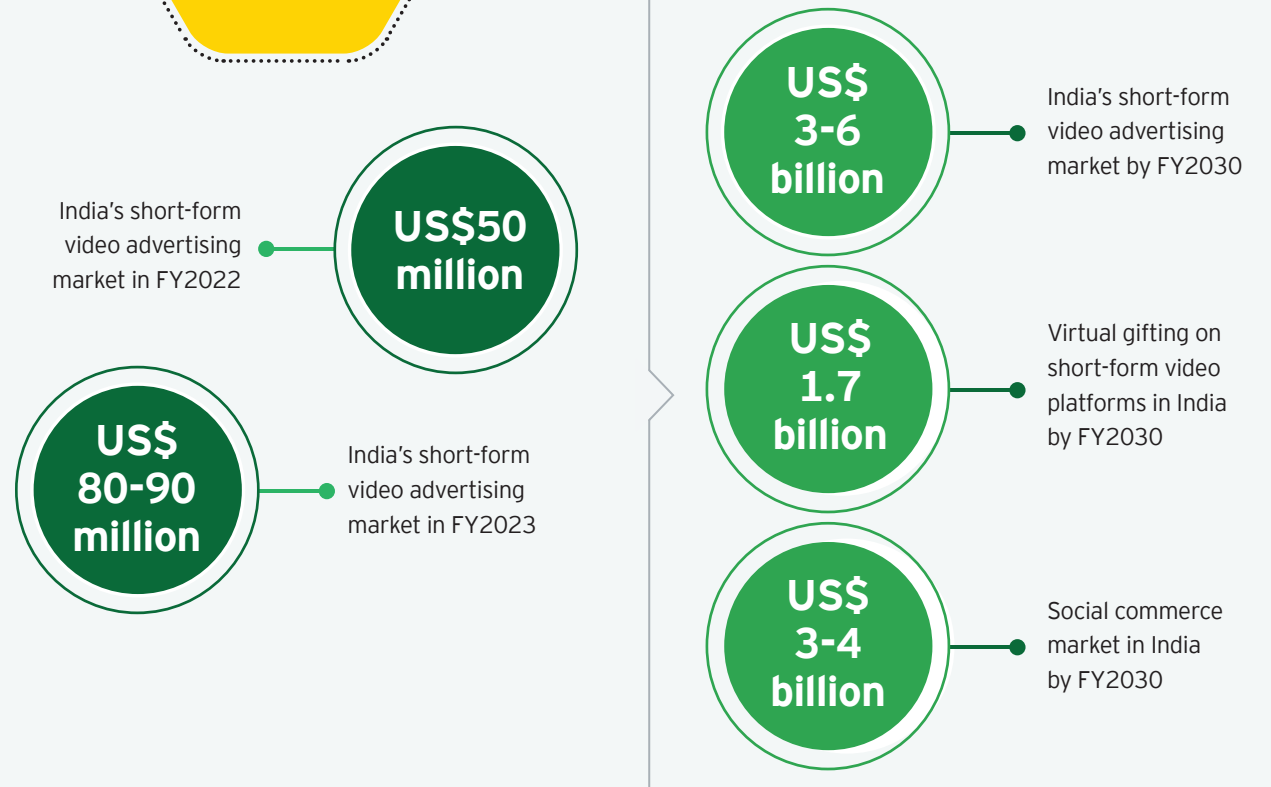 India's short-form
video advertising
market in FY2022
US$50
million
US$
80-90
million
India's short-form
video advertising
market in FY2023
US$
3-6
billion
India's short-form
video advertising
market by FY2030
US$
1.7
billion
Virtual gifting on
short-form video
platforms in India
by FY2030
US$
3-4
billion
Social commerce
market in India
by FY2030